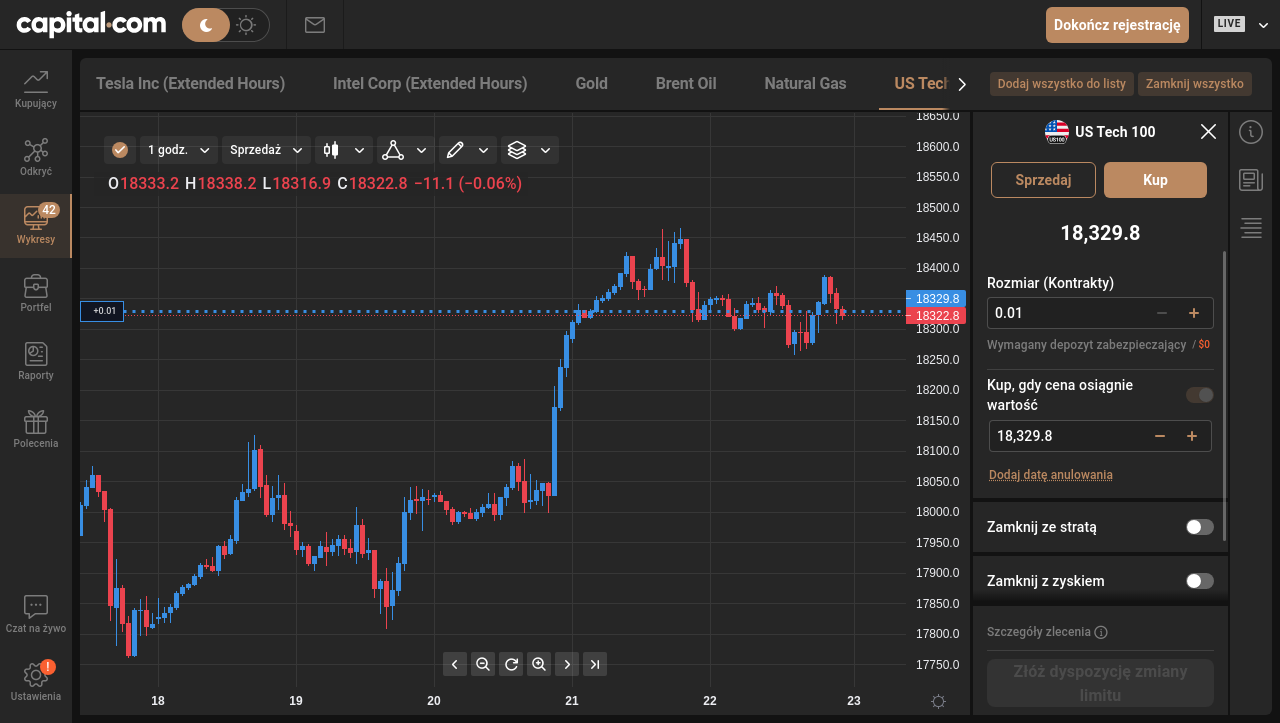 capital.com
Dokończ rejestrację
LIVE
Kupujący
Odkryć
42
Wykresy
Portfel
Raporty
Polecenia
Czat na żywo
!
Ustawienia
Tesla Inc (Extended Hours) Intel Corp (Extended Hours) Gold Brent Oil Natural Gas US Tech
Dodaj wszystko do listy Zamknij wszystko
1 godz. Sprzedaż
O18333.2 H18338.2 L18316.9 C18322.8 −11.1 (−0.06%)
+0.01
18650.0
18600.0
18550.0
18500.0
18450.0
18400.0
18329.8
18322.8
18300.0
18250.0
18200.0
18150.0
18100.0
18050.0
18000.0
17950.0
17900.0
17850.0
17800.0
17750.0
18 19 20 21 22 23
US100
US Tech 100
Sprzedaj Kup
18,329.8
Rozmiar (Kontrakty)
0.01 − +
Wymagany depozyt zabezpieczający / $0
Kup, gdy cena osiągnie
wartość
18,329.8 − +
Dodaj datę anulowania
Zamknij ze stratą
Zamknij z zyskiem
Szczegóły zlecenia
Złóż dyspozycję zmiany
limitu